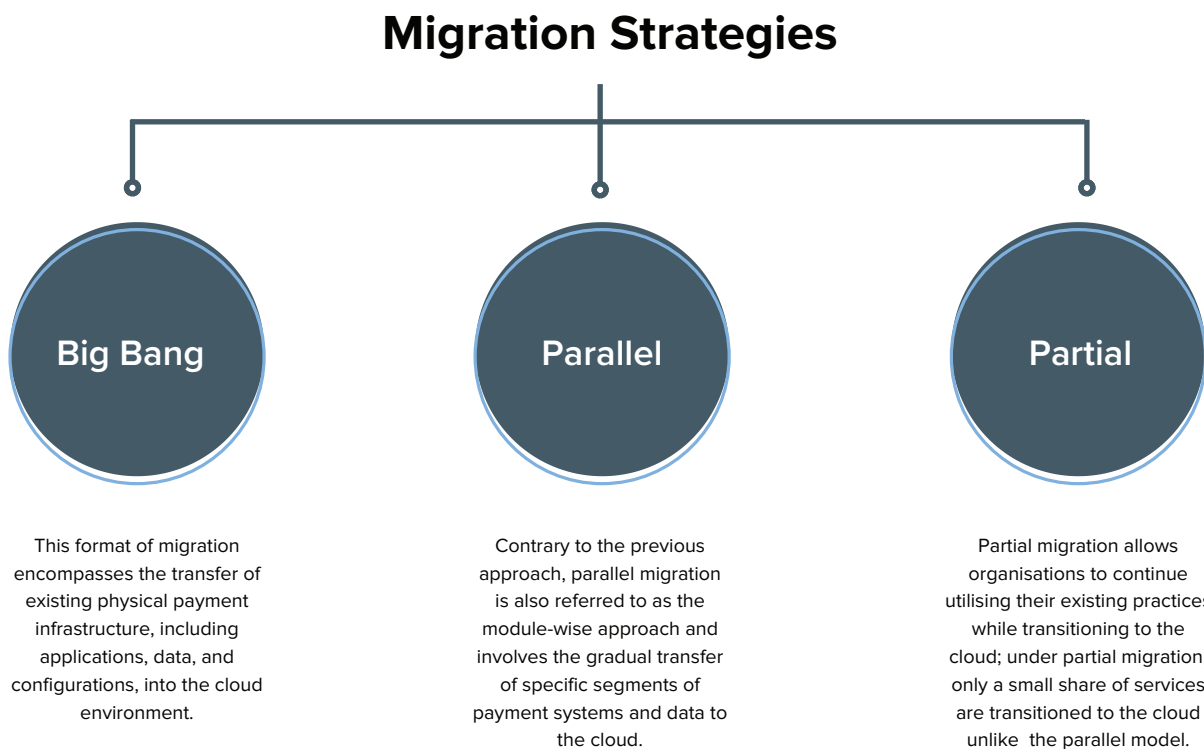 Migration Strategies
Big Bang
Parallel
Partial
This format of migration
encompasses the transfer of
existing physical payment
infrastructure, including
applications, data, and
configurations, into the cloud
environment.
Contrary to the previous
approach, parallel migration
is also referred to as the
module-wise approach and
involves the gradual transfer
of specific segments of
payment systems and data to
the cloud.
Partial migration allows
organisations to continue
utilising their existing practices
while transitioning to the
cloud; under partial migration
only a small share of services
are transitioned to the cloud
unlike the parallel model.